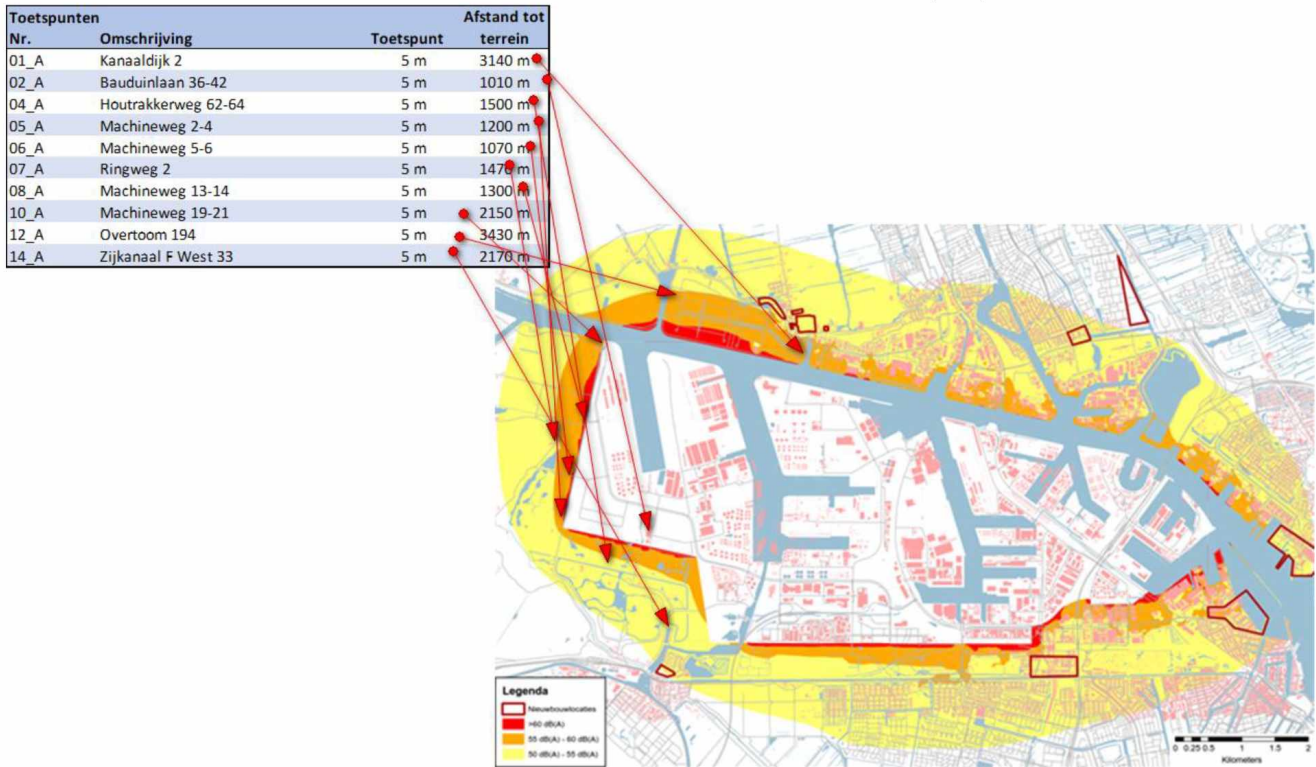 Toetspunten Afstand tot
Nr. Omschrijving Toetspunt terrein
01_A Kanaaldijk 2 5 m 3140 m
02_A Bauduinlaan 36-42 5 m 1010 m
04_A Houtrakkerweg 62-64 5 m 1500 m
05_A Machineweg 2-4 5 m 1200 m
06_A Machineweg 5-6 5 m 1070 m
07_A Ringweg 2 5 m 1470 m
08_A Machineweg 13-14 5 m 1300 m
10_A Machineweg 19-21 5 m 2150 m
12_A Overtoom 194 5 m 3430 m
14_A Zijkanaal F West 33 5 m 2170 m
Legenda
Nieuwbouwlocaties
>60 dB(A)
55 dB(A) - 60 dB(A)
50 dB(A) - 55 dB(A)
0 0.25 0.5 1 1.5 2
Kilometers